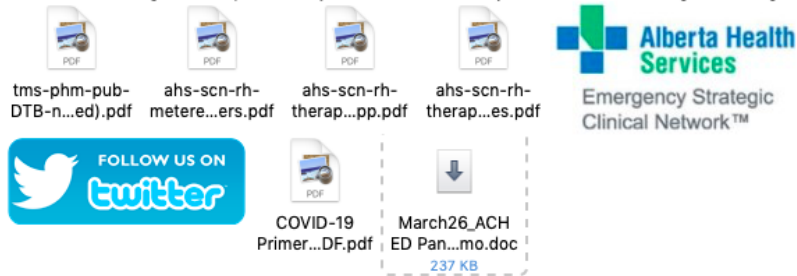 PDF PDF PDF PDF
tms-phm-pub- ahs-scn-rh- ahs-scn-rh- ahs-scn-rh-
DTB-n...ed).pdf metere...ers.pdf therap...pp.pdf therap...es.pdf
Alberta Health
Services
Emergency Strategic
Clinical Network™
FOLLOW US ON
twitter
PDF
COVID-19
Primer...DF.pdf
March26_ACH
ED Pan...mo.doc
237 KB